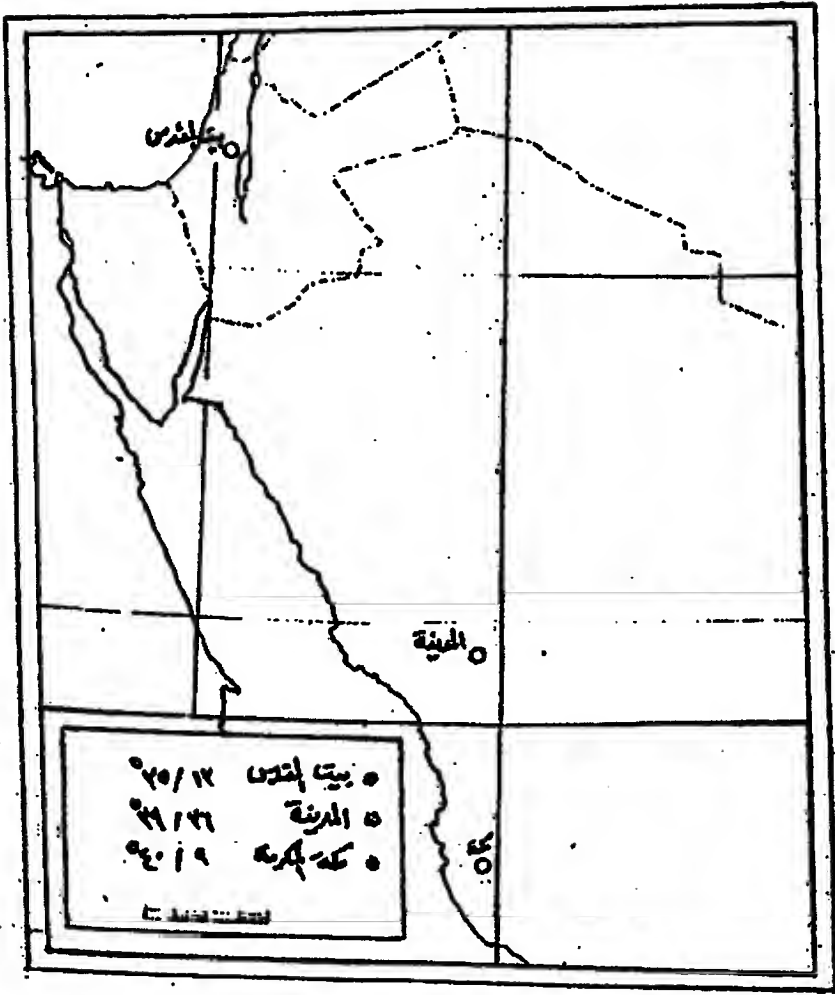 بيت المقدس
المدينة
مكة
* بيت المقدس ١٢ / ٣٥°
* المدينة ٣٦ / ٣٩°
* مكة المكرمة ٩ / ٤٠°